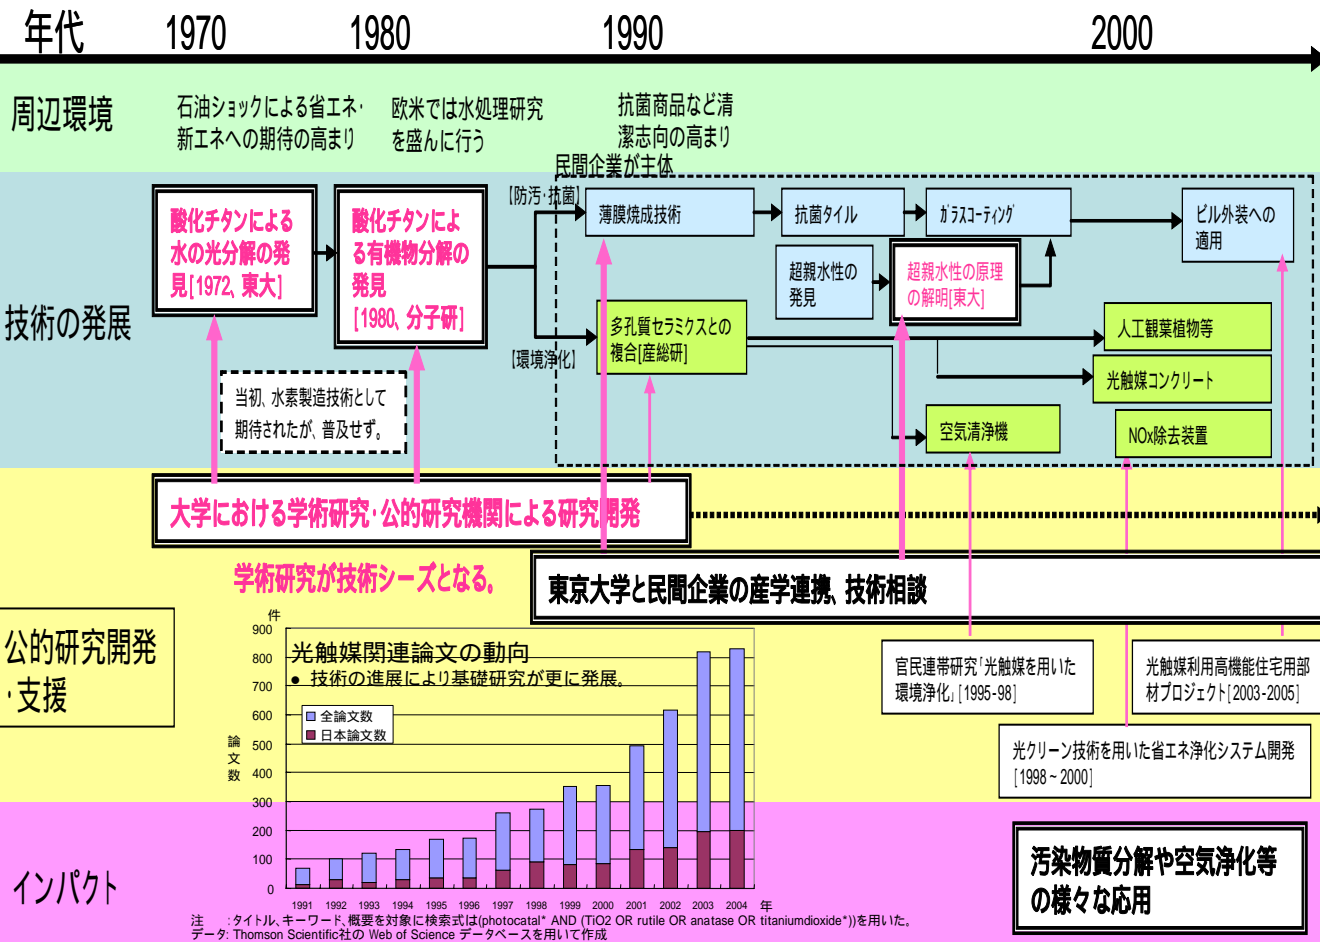 年代
1970
1980
1990
2000
周辺環境
石油ショックによる省エネ・
新エネへの期待の高まり
欧米では水処理研究
を盛んに行う
抗菌商品など清
潔志向の高まり
民間企業が主体
技術の発展
酸化チタンによる
水の光分解の発
見[1972、東大]
酸化チタンによ
る有機物分解の
発見
[1980、分子研]
【防汚・抗菌】
薄膜焼成技術
抗菌タイル
ガラスコーティング
ビル外装への
適用
超親水性の
発見
超親水性の原理
の解明[東大]
【環境浄化】
多孔質セラミクスとの
複合[産総研]
人工観葉植物等
光触媒コンクリート
空気清浄機
NOx除去装置
当初、水素製造技術として
期待されたが、普及せず。
大学における学術研究・公的研究機関による研究開発
学術研究が技術シーズとなる。
東京大学と民間企業の産学連携、技術相談
公的研究開発
・支援
官民連帯研究「光触媒を用いた
環境浄化」[1995-98]
光触媒利用高機能住宅用部
材プロジェクト[2003-2005]
光クリーン技術を用いた省エネ浄化システム開発
[1998～2000]
件
光触媒関連論文の動向
● 技術の進展により基礎研究が更に発展。
全論文数
日本論文数
論文数
900
800
700
600
500
400
300
200
100
0
1991 1992 1993 1994 1995 1996 1997 1998 1999 2000 2001 2002 2003 2004 年
注 :タイトル、キーワード、概要を対象に検索式は(photocatal* AND (TiO2 OR rutile OR anatase OR titaniumdioxide*))を用いた。
データ: Thomson Scientific社の Web of Science データベースを用いて作成
インパクト
汚染物質分解や空気浄化等
の様々な応用